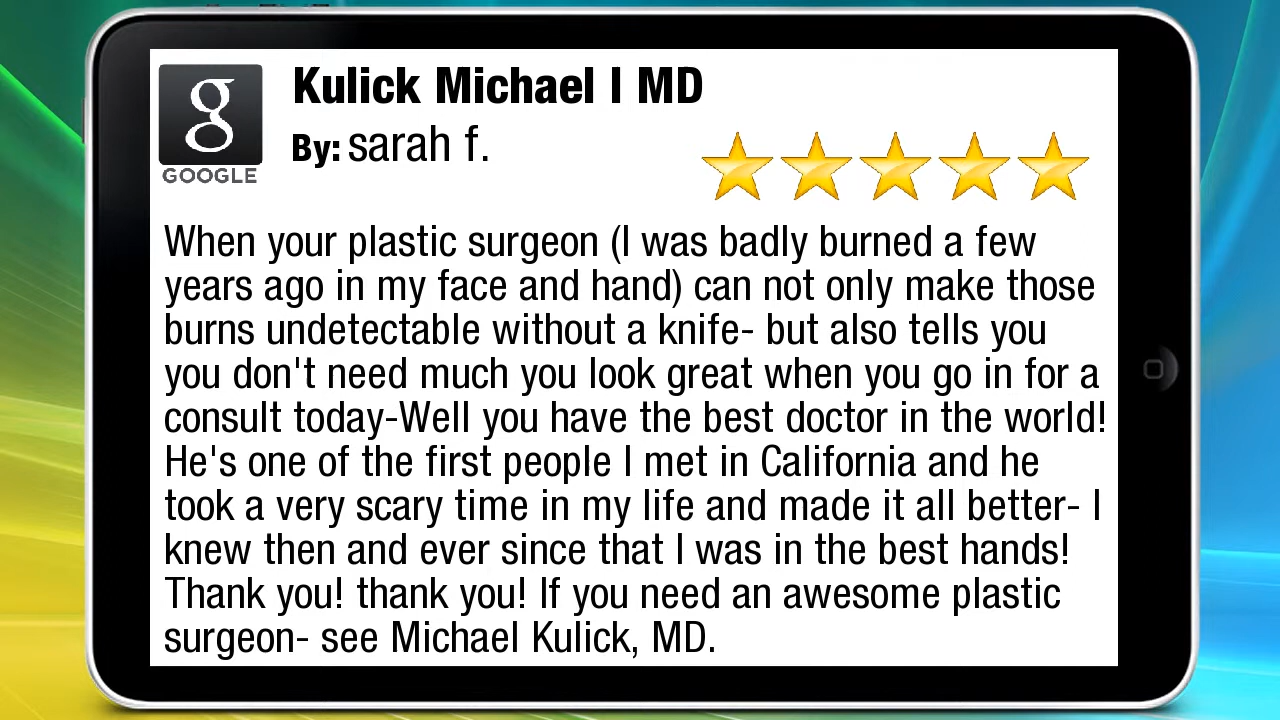 g
GOOGLE
Kulick Michael I MD
By: sarah f.
When your plastic surgeon (I was badly burned a few
years ago in my face and hand) can not only make those
burns undetectable without a knife- but also tells you
you don't need much you look great when you go in for a
consult today-Well you have the best doctor in the world!
He's one of the first people I met in California and he
took a very scary time in my life and made it all better- I
knew then and ever since that I was in the best hands!
Thank you! thank you! If you need an awesome plastic
surgeon- see Michael Kulick, MD.